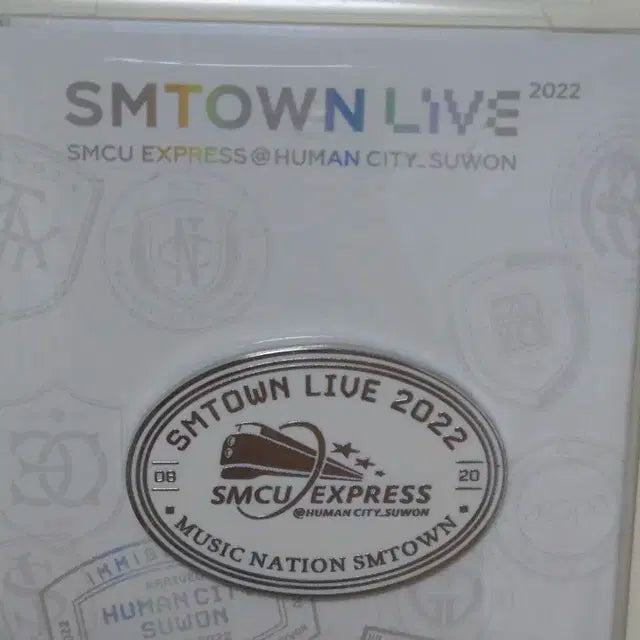 SMTOWN LIVE 2022
SMCU EXPRESS@HUMAN CITY_SUWON
SMTOWN LIVE 2022
08
20
SMCU EXPRESS
@HUMAN CITY_SUWON
MUSIC NATION SMTOWN
HUMAN CIT
SUWON